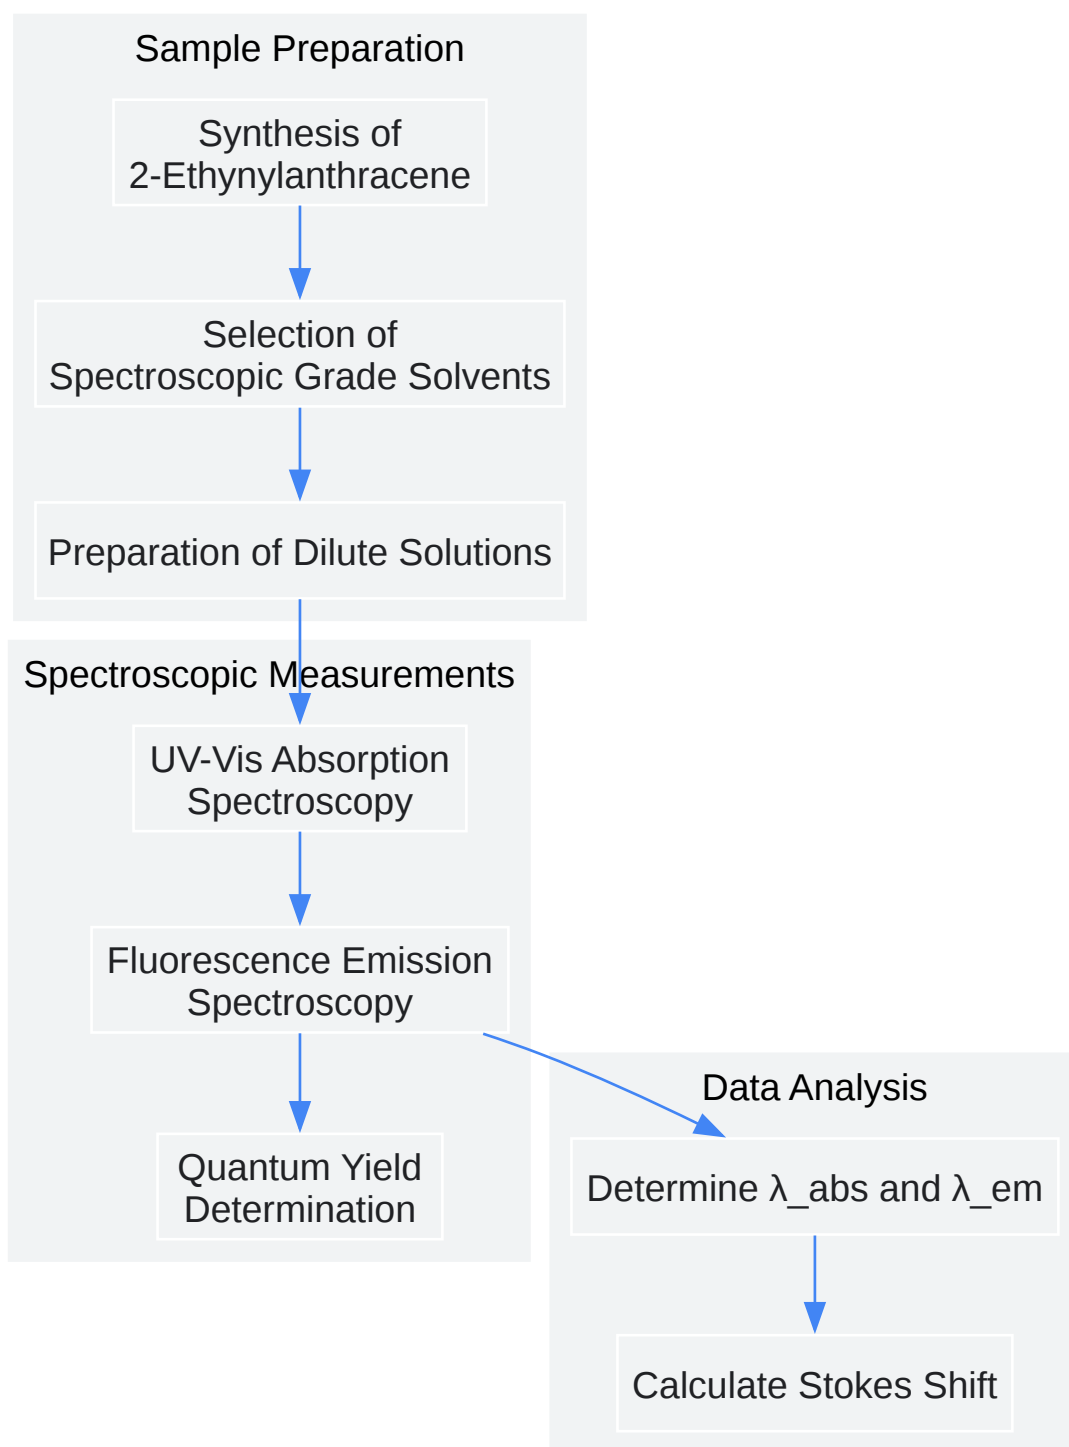 Sample Preparation
Synthesis of
2-Ethynylanthracene
Selection of
Spectroscopic Grade Solvents
Preparation of Dilute Solutions
Spectroscopic Measurements
UV-Vis Absorption
Spectroscopy
Fluorescence Emission
Spectroscopy
Quantum Yield
Determination
Data Analysis
Determine λ_abs and λ_em
Calculate Stokes Shift